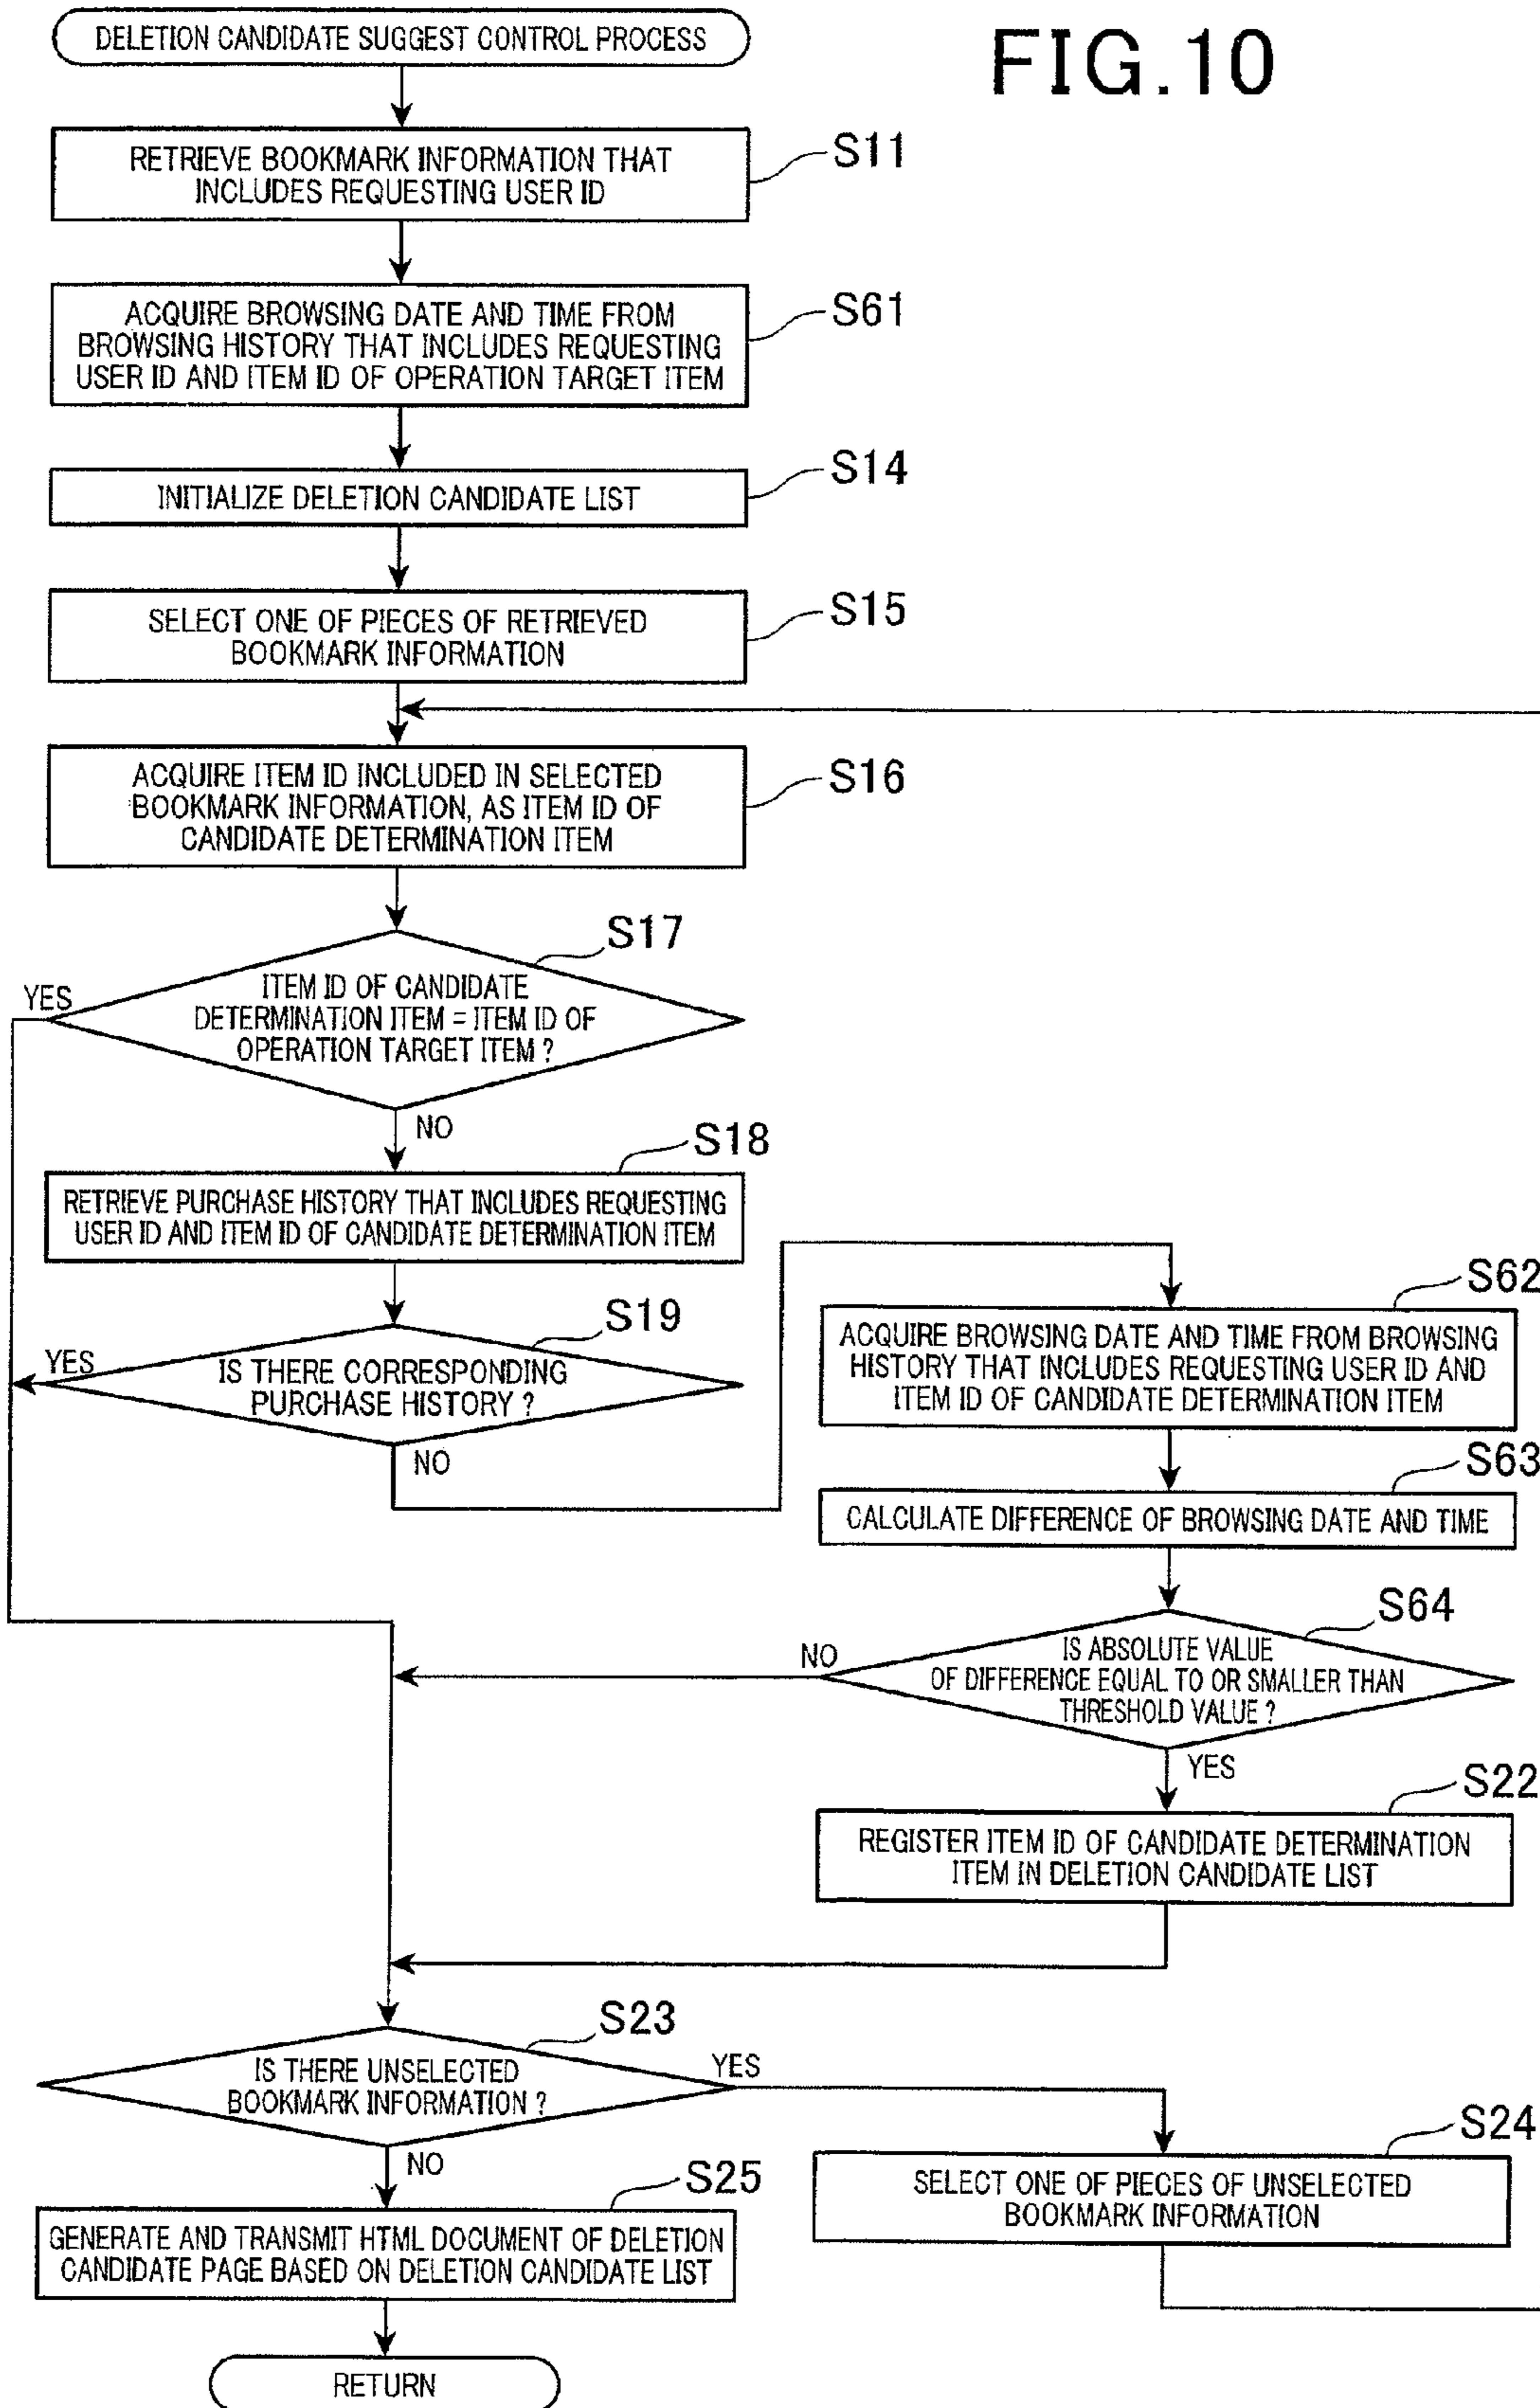 FIG.10
DELETION CANDIDATE SUGGEST CONTROL PROCESS
S11
RETRIEVE BOOKMARK INFORMATION THAT
INCLUDES REQUESTING USER ID
S61
ACQUIRE BROWSING DATE AND TIME FROM
BROWSING HISTORY THAT INCLUDES REQUESTING
USER ID AND ITEM ID OF OPERATION TARGET ITEM
S14
INITIALIZE DELETION CANDIDATE LIST
S15
SELECT ONE OF PIECES OF RETRIEVED
BOOKMARK INFORMATION
S16
ACQUIRE ITEM ID INCLUDED IN SELECTED
BOOKMARK INFORMATION, AS ITEM ID OF
CANDIDATE DETERMINATION ITEM
S17
YES
ITEM ID OF CANDIDATE
DETERMINATION ITEM = ITEM ID OF
OPERATION TARGET ITEM ?
NO
S18
RETRIEVE PURCHASE HISTORY THAT INCLUDES REQUESTING
USER ID AND ITEM ID OF CANDIDATE DETERMINATION ITEM
S19
YES
IS THERE CORRESPONDING
PURCHASE HISTORY ?
NO
S62
ACQUIRE BROWSING DATE AND TIME FROM BROWSING
HISTORY THAT INCLUDES REQUESTING USER ID AND
ITEM ID OF CANDIDATE DETERMINATION ITEM
S63
CALCULATE DIFFERENCE OF BROWSING DATE AND TIME
S64
NO
IS ABSOLUTE VALUE
OF DIFFERENCE EQUAL TO OR SMALLER THAN
THRESHOLD VALUE ?
YES
S22
REGISTER ITEM ID OF CANDIDATE DETERMINATION
ITEM IN DELETION CANDIDATE LIST
S23
IS THERE UNSELECTED
BOOKMARK INFORMATION ?
YES
NO
S24
SELECT ONE OF PIECES OF UNSELECTED
BOOKMARK INFORMATION
S25
GENERATE AND TRANSMIT HTML DOCUMENT OF DELETION
CANDIDATE PAGE BASED ON DELETION CANDIDATE LIST
RETURN